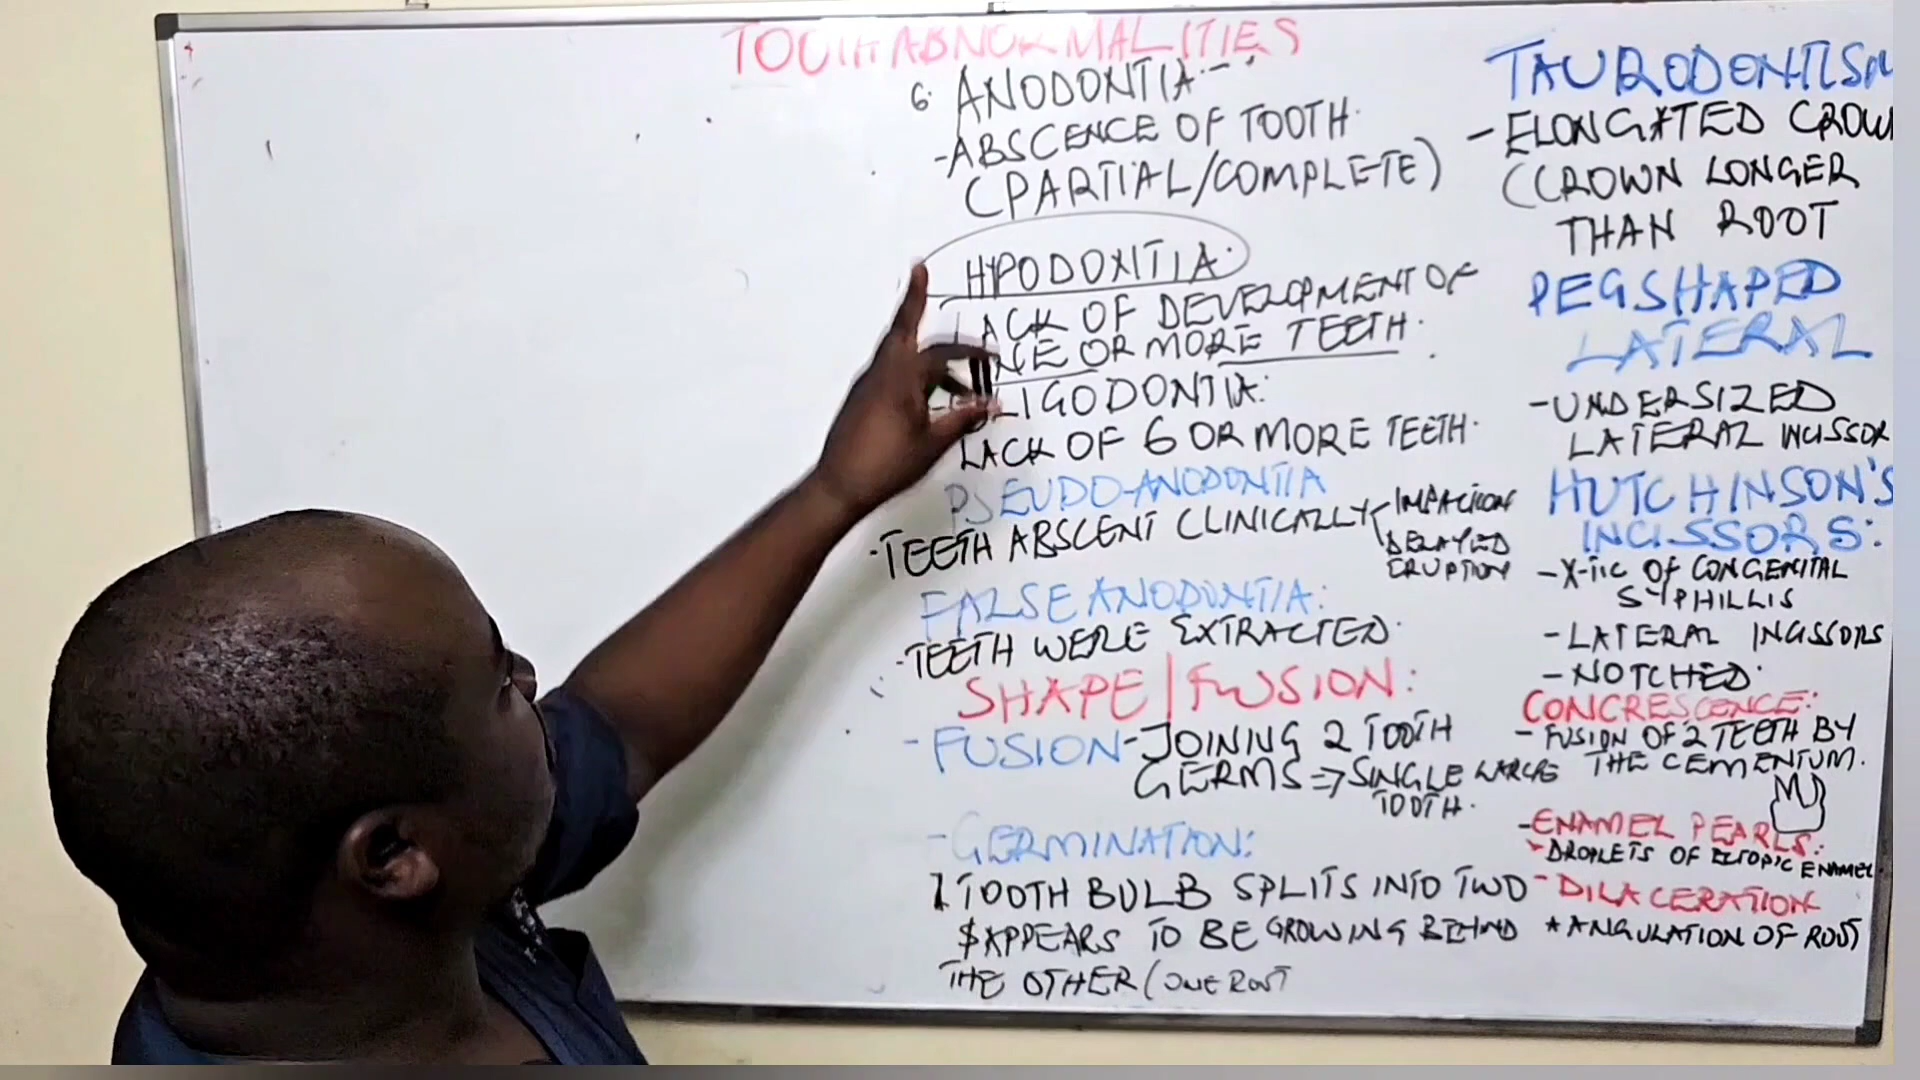 TOOTH ABNORMALITIES
6. ANODONTIA:-
-ABSCENCE OF TOOTH.
(PARTIAL/COMPLETE)
HYPODONTIA:
LACK OF DEVELOPMENT OF
NE OR MORE TEETH.
LIGODONTIA:
LACK OF 6 OR MORE TEETH.
PSEUDO-ANODONTIA
·TEETH ABSCENT CLINICALLY < IMPACTION
DELAYED
ERUPTION
FALSE ANODONTIA:
-TEETH WERE EXTRACTED.
SHAPE/FUSION:
-FUSION-JOINING 2 TOOTH
GERMS => SINGLE LARGE
TOOTH.
-GERMINATION:
1 TOOTH BULB SPLITS INTO TWO
$ APPEARS TO BE GROWING BEHIND
THE OTHER (ONE ROOT
TAURODONTISM
-ELONGATED CROW
(CROWN LONGER
THAN ROOT
PEGSHAPED
LATERAL
-UNDERSIZED
LATERAL INCISSOR
HUTCHINSON'S
INCISSORS:
-X-TIC OF CONGENITAL
SYPHILLIS
-LATERAL INCISSORS
-NOTCHED.
CONCRESCENCE:
- FUSION OF 2 TEETH BY
THE CEMENTUM.
-ENAMEL PEARLS:
-DROPLETS OF ECTOPIC ENAMEL.
-DILACERATION
* ANGULATION OF ROOT